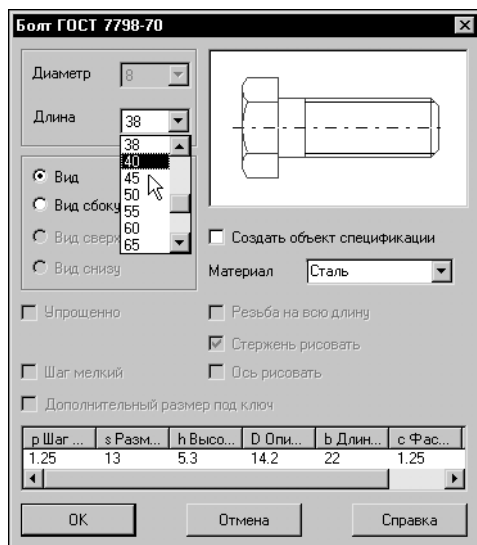 Болт ГОСТ 7798-70
Диаметр 8
Длина 38
38
40
45
50
55
60
65
Вид
Вид сбоку
Вид сверх
Вид снизу
Создать объект спецификации
Материал Сталь
Упрощенно
Резьба на всю длину
Стержень рисовать
Шаг мелкий
Ось рисовать
Дополнительный размер под ключ
p Шаг ... s Разм... h Высо... D Опи... b Длин... c Фас...
1.25 13 5.3 14.2 22 1.25
OK Отмена Справка